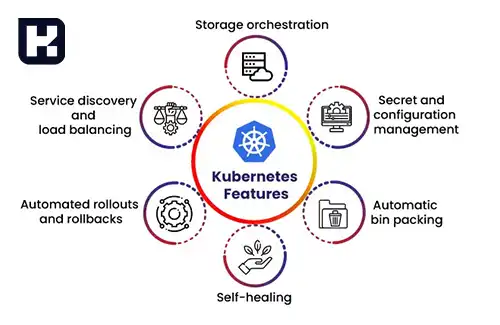 Storage orchestration
Service discovery
and
load balancing
Secret and
configuration
management
Kubernetes
Features
Automated rollouts
and rollbacks
Automatic
bin packing
Self-healing